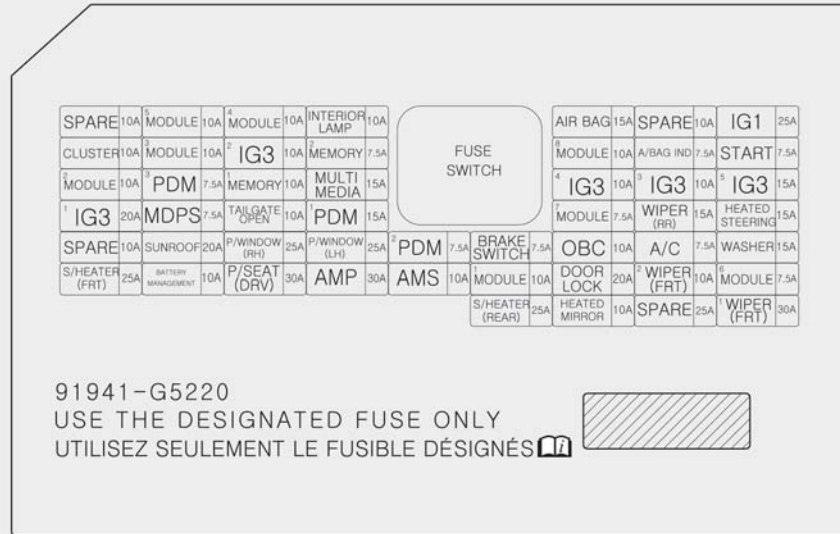 SPARE 10A 5 MODULE 10A 4 MODULE 10A INTERIOR LAMP 10A AIR BAG 15A SPARE 10A IG1 25A
CLUSTER 10A 3 MODULE 10A 2 IG3 10A 2 MEMORY 7.5A FUSE SWITCH 8 MODULE 10A A/BAG IND 7.5A START 7.5A
2 MODULE 10A 3 PDM 7.5A 1 MEMORY 10A MULTI MEDIA 15A 4 IG3 10A 3 IG3 10A 5 IG3 15A
1 IG3 20A MDPS 7.5A TAILGATE OPEN 10A 1 PDM 15A 7 MODULE 7.5A WIPER (RR) 15A HEATED STEERING 15A
SPARE 10A SUNROOF 20A P/WINDOW (RH) 25A P/WINDOW (LH) 25A 2 PDM 7.5A BRAKE SWITCH 7.5A OBC 10A A/C 7.5A WASHER 15A
S/HEATER (FRT) 25A BATTERY MANAGEMENT 10A P/SEAT (DRV) 30A AMP 30A AMS 10A 1 MODULE 10A DOOR LOCK 20A 2 WIPER (FRT) 10A 6 MODULE 7.5A
S/HEATER (REAR) 25A HEATED MIRROR 10A SPARE 25A 1 WIPER (FRT) 30A
91941-G5220
USE THE DESIGNATED FUSE ONLY
UTILISEZ SEULEMENT LE FUSIBLE DÉSIGNÉS